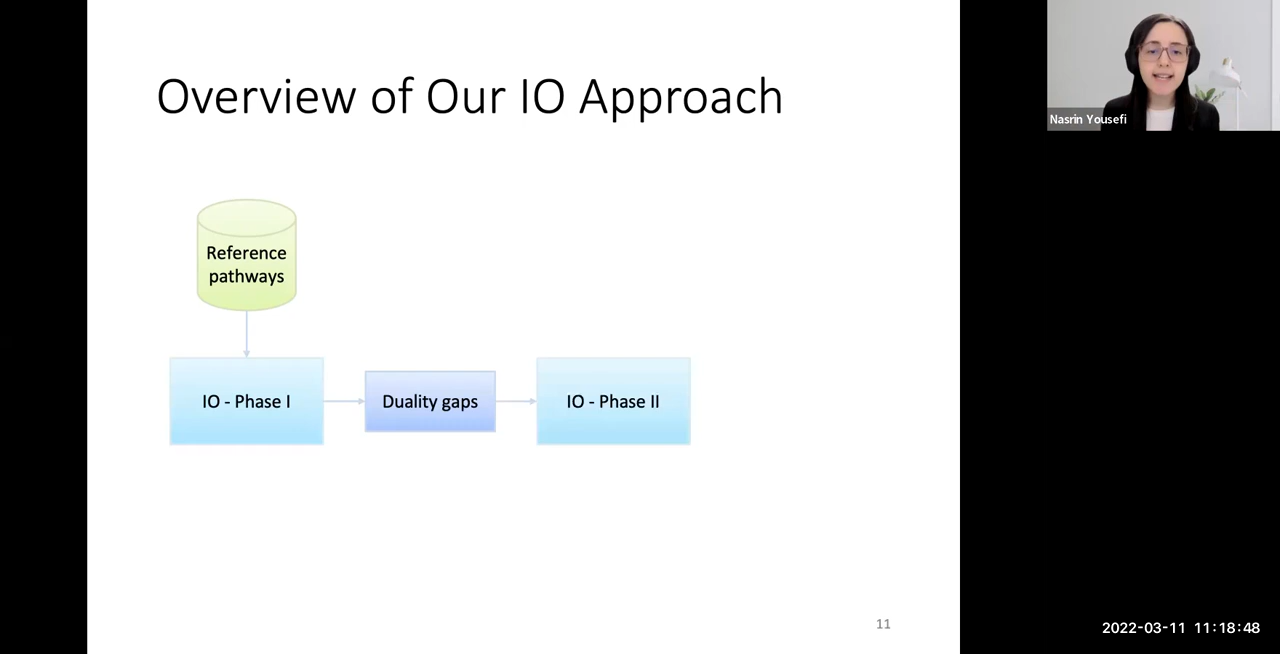 Overview of Our IO Approach
Nasrin Yousefi
Reference
pathways
IO - Phase I
Duality gaps
IO - Phase II
11
2022-03-11 11:18:48